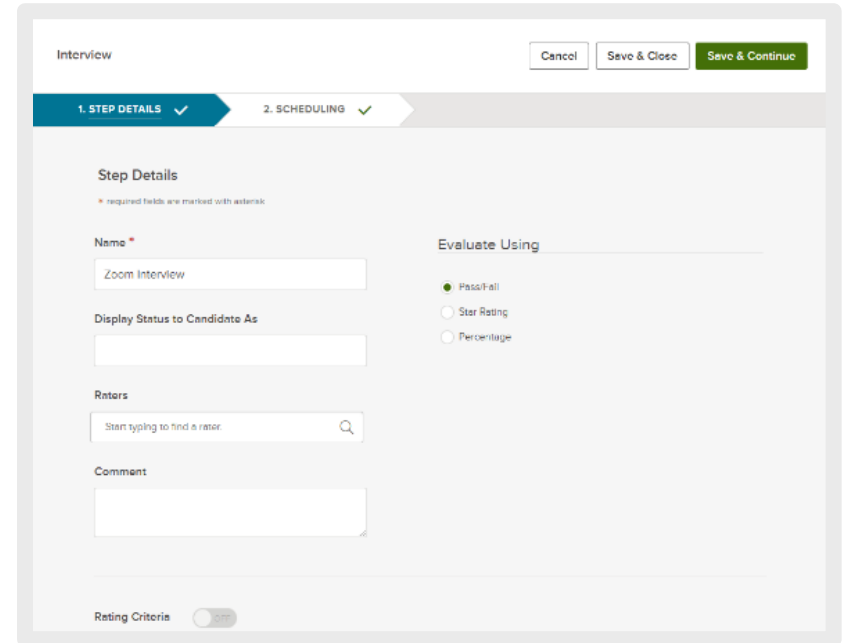 Interview
Cancel
Save & Close
Save & Continue
1. STEP DETAILS
2. SCHEDULING
Step Details
* required fields are marked with asterisk
Name *
Evaluate Using
Zoom Interview
Pass/Fail
Star Rating
Display Status to Candidate As
Percentage
Raters
Start typing to find a rater.
Comment
Rating Criteria
OFF